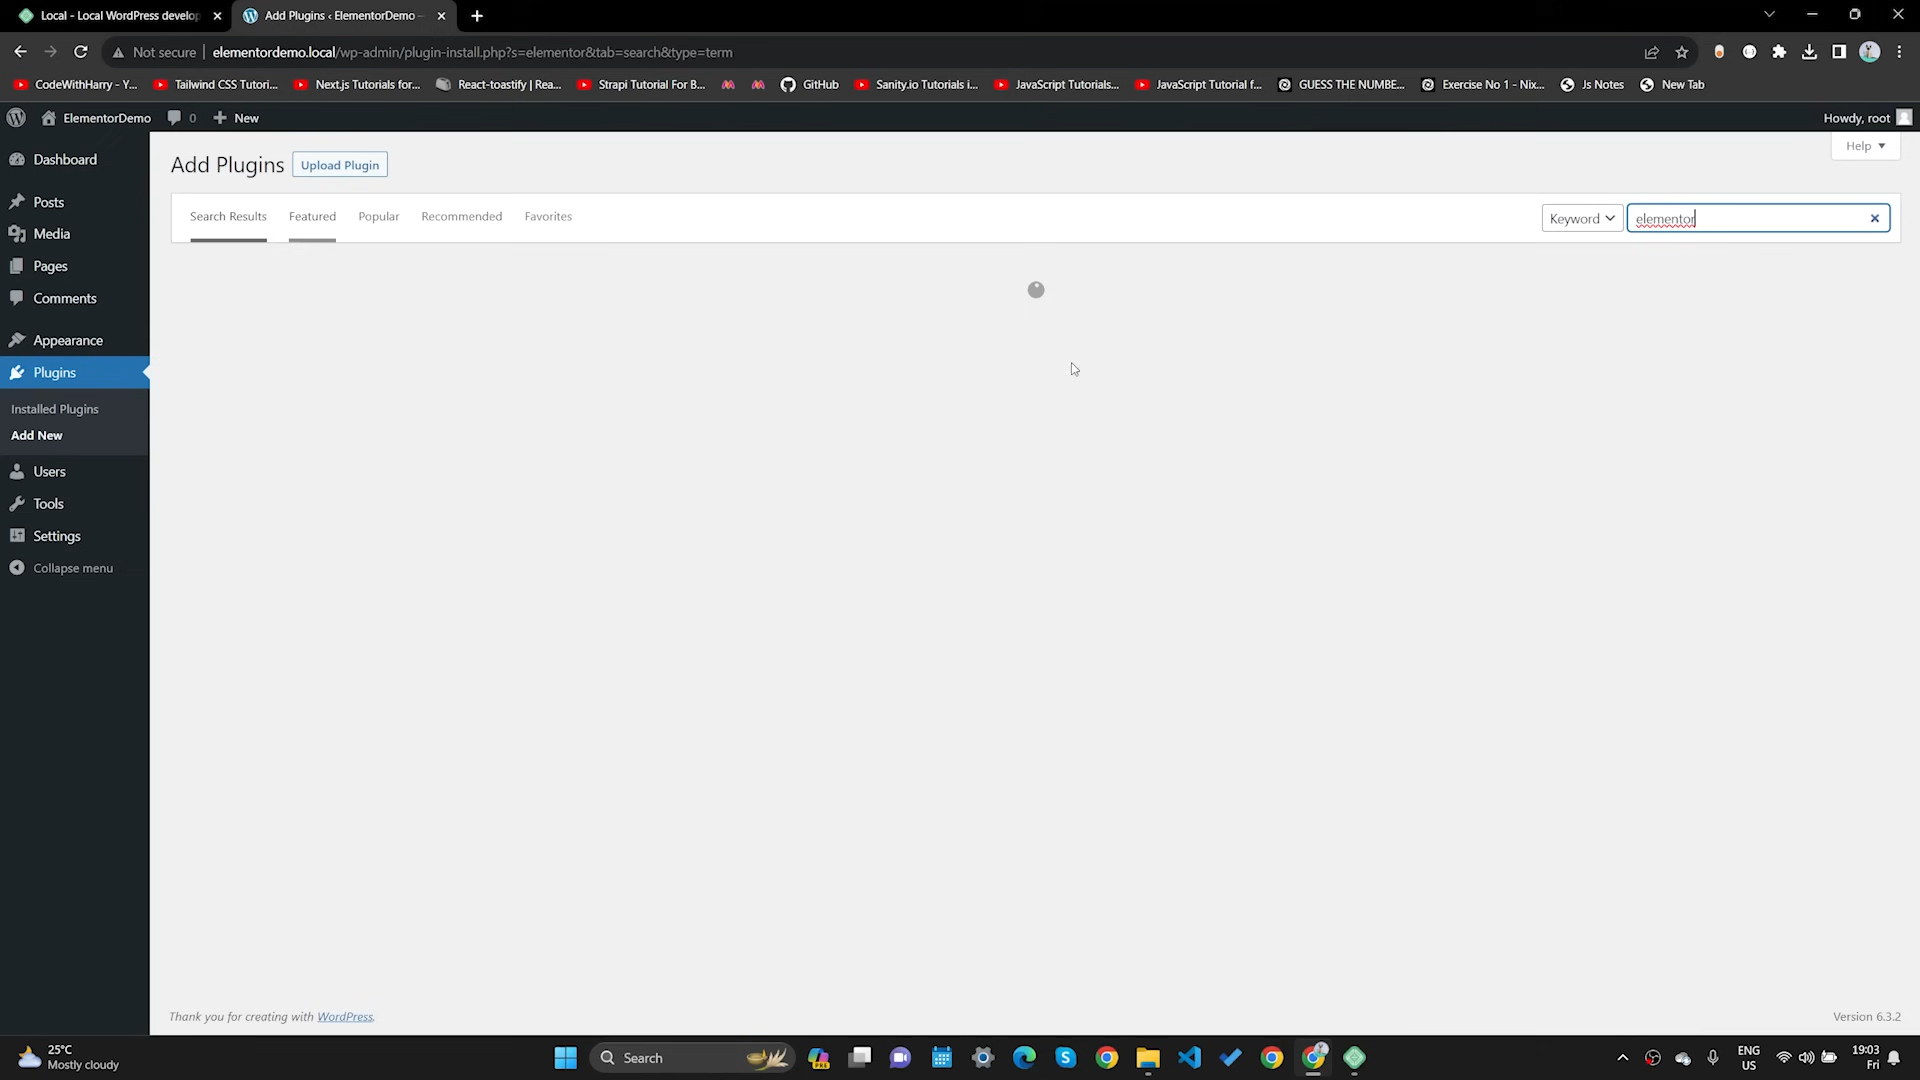 Local - Local WordPress develop
Add Plugins ‹ ElementorDemo —
Not secure
elementordemo.local/wp-admin/plugin-install.php?s=elementor&tab=search&type=term
CodeWithHarry - Y...
Tailwind CSS Tutori...
Next.js Tutorials for...
React-toastify | Rea...
Strapi Tutorial For B...
GitHub
Sanity.io Tutorials i...
JavaScript Tutorials...
JavaScript Tutorial f...
GUESS THE NUMBE...
Exercise No 1 - Nix...
Js Notes
New Tab
ElementorDemo
0
New
Howdy, root
Dashboard
Posts
Media
Pages
Comments
Appearance
Plugins
Installed Plugins
Add New
Users
Tools
Settings
Collapse menu
Add Plugins
Upload Plugin
Help
Search Results
Featured
Popular
Recommended
Favorites
Keyword
elementor
Thank you for creating with WordPress.
Version 6.3.2
25°C
Mostly cloudy
Search
PRE
ENG
US
19:03
Fri